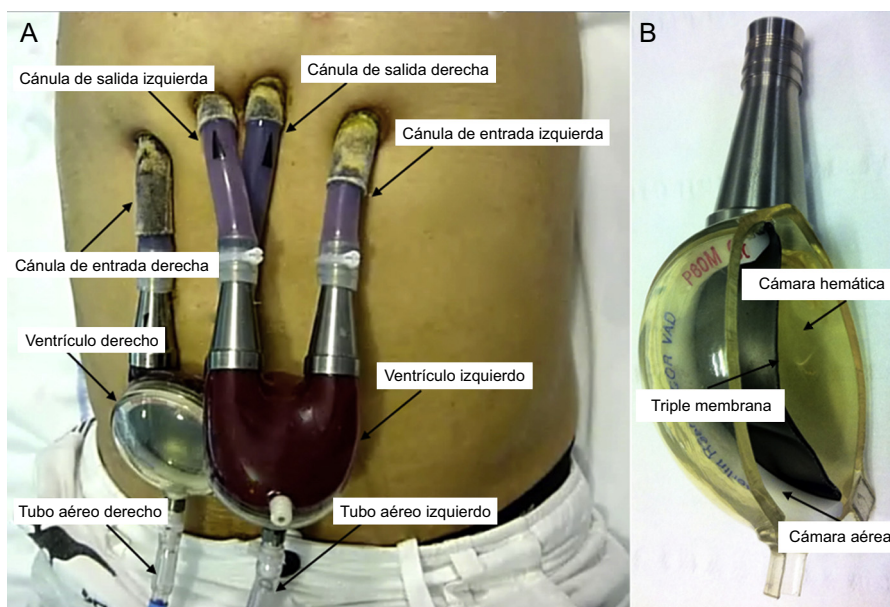 A
Cánula de salida izquierda
Cánula de salida derecha
Cánula de entrada izquierda
Cánula de entrada derecha
Ventrículo derecho
Ventrículo izquierdo
Tubo aéreo derecho
Tubo aéreo izquierdo
B
P80M
COR VAD
Cámara hemática
Triple membrana
Cámara aérea